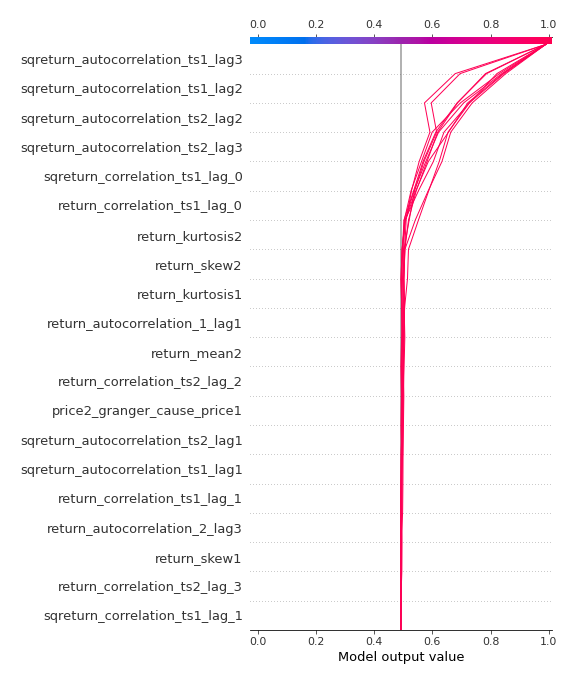 0.0 0.2 0.4 0.6 0.8 1.0
sqreturn_autocorrelation_ts1_lag3
sqreturn_autocorrelation_ts1_lag2
sqreturn_autocorrelation_ts2_lag2
sqreturn_autocorrelation_ts2_lag3
sqreturn_correlation_ts1_lag_0
return_correlation_ts1_lag_0
return_kurtosis2
return_skew2
return_kurtosis1
return_autocorrelation_1_lag1
return_mean2
return_correlation_ts2_lag_2
price2_granger_cause_price1
sqreturn_autocorrelation_ts2_lag1
sqreturn_autocorrelation_ts1_lag1
return_correlation_ts1_lag_1
return_autocorrelation_2_lag3
return_skew1
return_correlation_ts2_lag_3
sqreturn_correlation_ts1_lag_1
0.0 0.2 0.4 0.6 0.8 1.0
Model output value